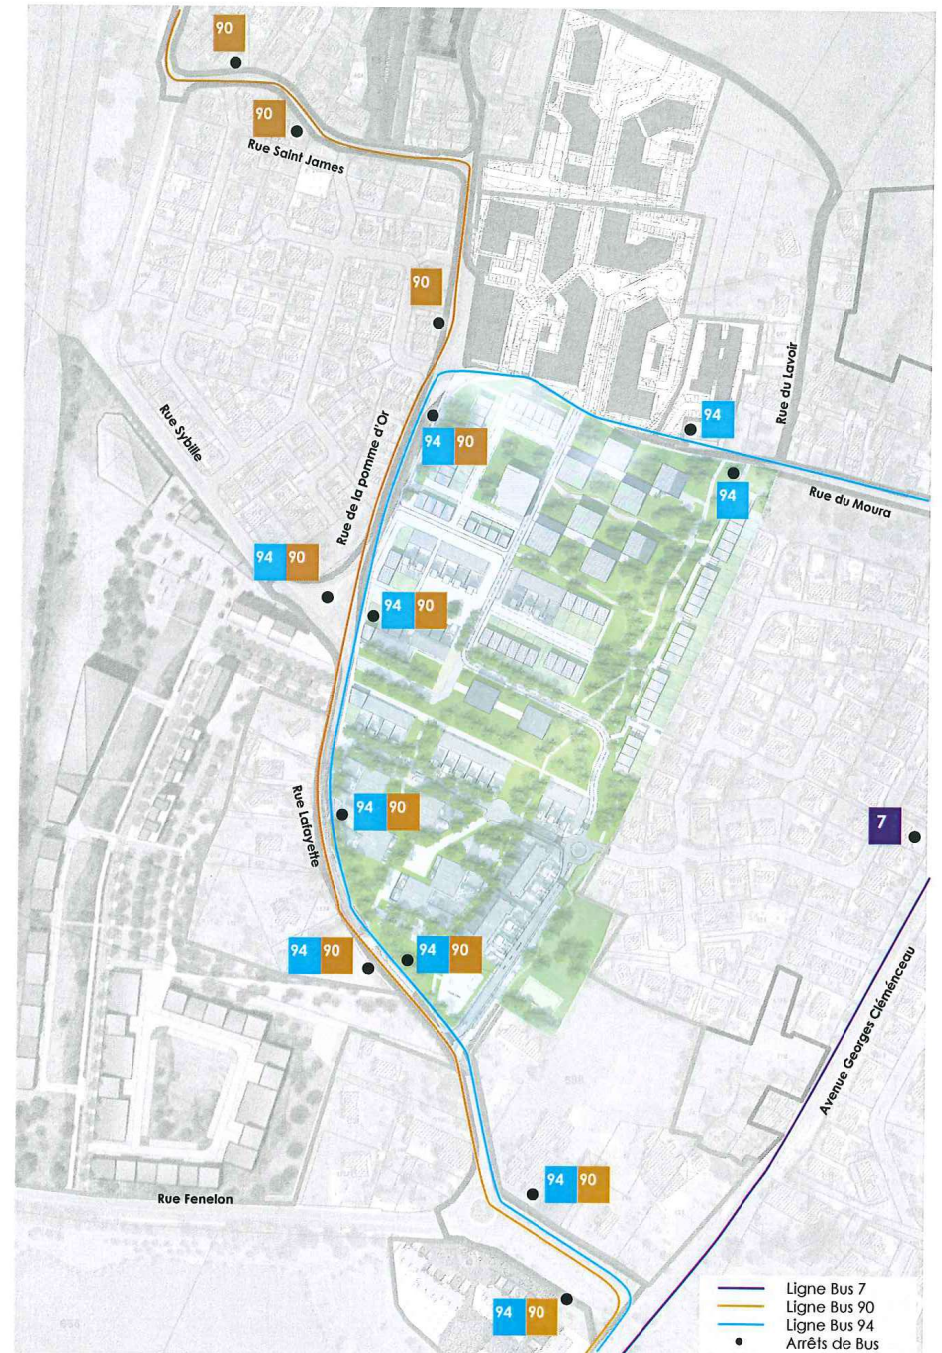 90
90
Rue Saint James
90
Rue du Lavoir
Rue Sybille
Rue de la pomme d'Or
94
94 90
94
Rue du Moura
94 90
94 90
94 90
Rue Lafayette
7
94 90
94 90
Avenue Georges Cléménceau
94 90
Rue Fenelon
94 90
Ligne Bus 7
Ligne Bus 90
Ligne Bus 94
Arrêts de Bus